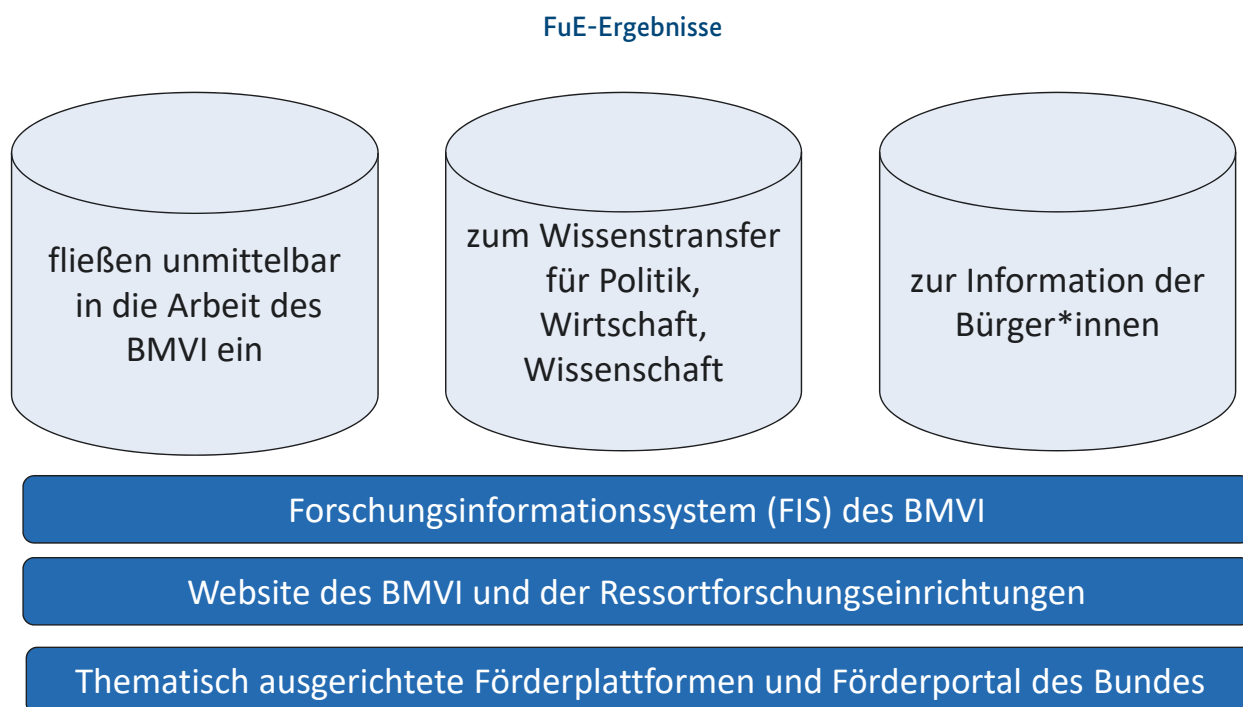 FuE-Ergebnisse
fließen unmittelbar
in die Arbeit des
BMVI ein
zum Wissenstransfer
für Politik,
Wirtschaft,
Wissenschaft
zur Information der
Bürger*innen
Forschungsinformationssystem (FIS) des BMVI
Website des BMVI und der Ressortforschungseinrichtungen
Thematisch ausgerichtete Förderplattformen und Förderportal des Bundes